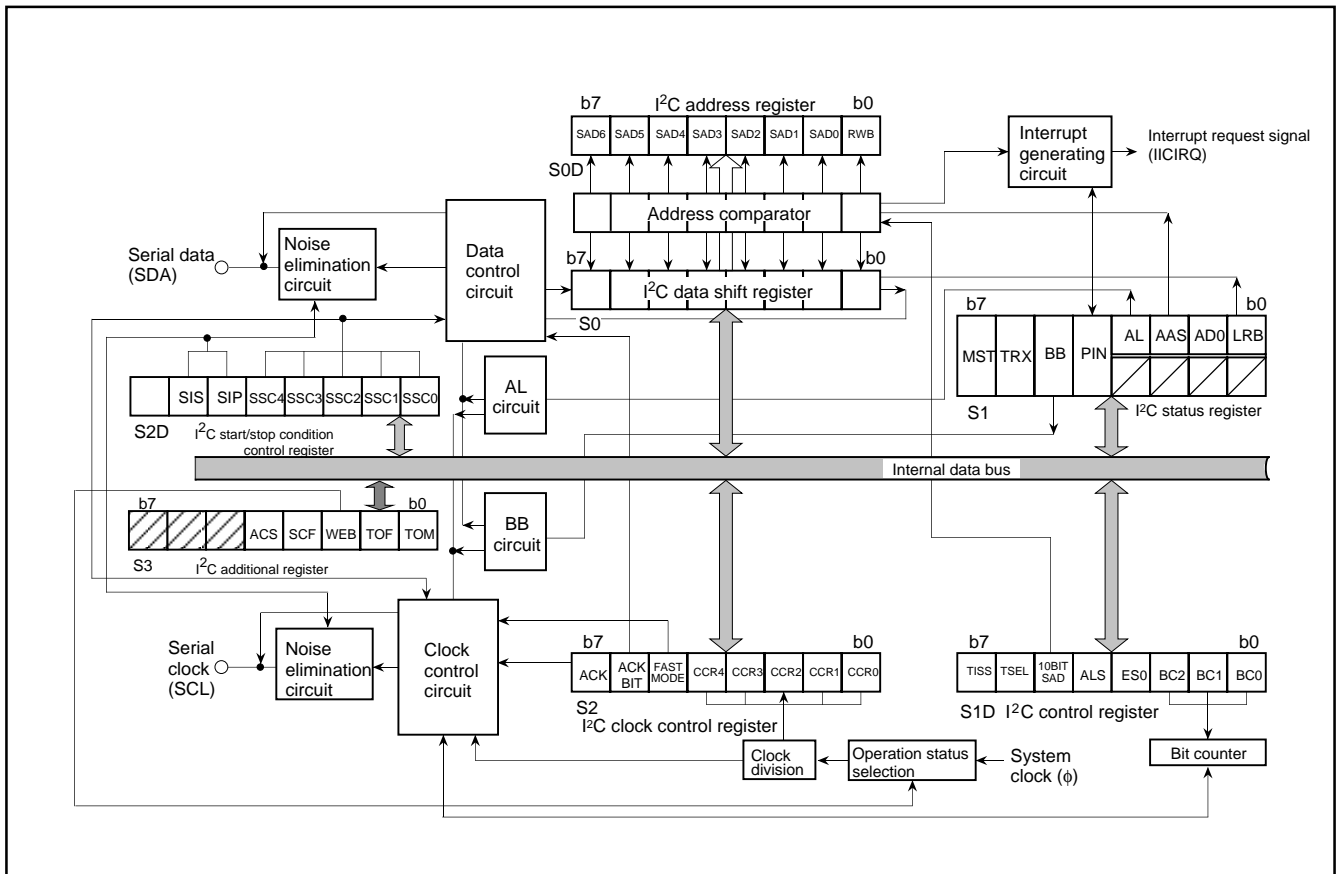 b7 I²C address register b0
SAD6 SAD5 SAD4 SAD3 SAD2 SAD1 SAD0 RWB
S0D
Interrupt
generating
circuit
Interrupt request signal
(IICIRQ)
Address comparator
Serial data
(SDA)
Noise
elimination
circuit
Data
control
circuit
b7 b0
I²C data shift register
S0
b7 b0
MST TRX BB PIN AL AAS AD0 LRB
S1
I²C status register
SIS SIP SSC4 SSC3 SSC2 SSC1 SSC0
S2D
I²C start/stop condition
control register
AL
circuit
Internal data bus
b7 b0
ACS SCF WEB TOF TOM
S3
I²C additional register
BB
circuit
Serial
clock
(SCL)
Noise
elimination
circuit
Clock
control
circuit
b7 b0
ACK ACK BIT FAST MODE CCR4 CCR3 CCR2 CCR1 CCR0
S2
I²C clock control register
b7 b0
TISS TSEL 10BIT SAD ALS ES0 BC2 BC1 BC0
S1D I²C control register
Clock
division
Operation status
selection
System
clock (ϕ)
Bit counter